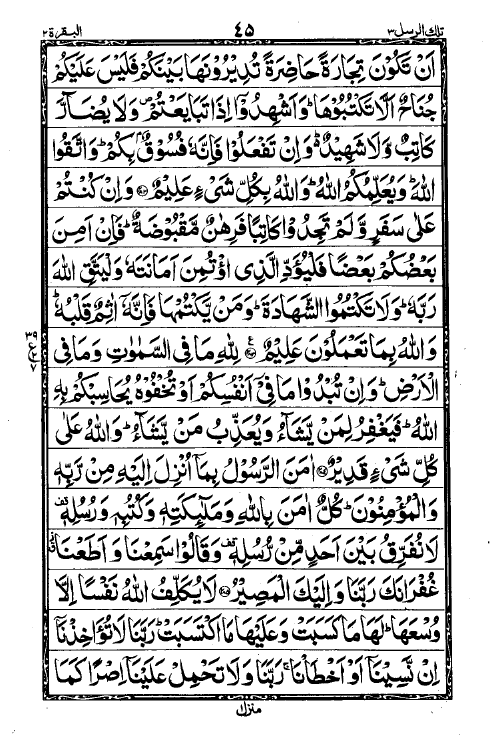 تلك الرسل ٣
٤٥
البقرة ٢
اَنْ تَكُوْنَ تِجَارَةً حَاضِرَةً تُدِيْرُوْنَهَا بَيْنَكُمْ فَلَيْسَ عَلَيْكُمْ
جُنَاحٌ اَلَّا تَكْتُبُوْهَا ؕ وَ اَشْهِدُوْۤا اِذَا تَبَايَعْتُمْ ۪ وَلَا يُضَآرَّ
كَاتِبٌ وَّلَا شَهِيْدٌ ؕ۬ وَ اِنْ تَفْعَلُوْا فَاِنَّهٗ فُسُوْقٌۢ بِكُمْ ؕ وَ اتَّقُوا
اللّٰهَ ؕ وَيُعَلِّمُكُمُ اللّٰهُ ؕ وَاللّٰهُ بِكُلِّ شَيْءٍ عَلِيْمٌ ۝ وَ اِنْ كُنْتُمْ
عَلٰى سَفَرٍ وَّ لَمْ تَجِدُوْا كَاتِبًا فَرِهٰنٌ مَّقْبُوْضَةٌ ؕ فَاِنْ اَمِنَ
بَعْضُكُمْ بَعْضًا فَلْيُؤَدِّ الَّذِى اؤْتُمِنَ اَمَانَتَهٗ وَلْيَتَّقِ اللّٰهَ
رَبَّهٗ ؕ وَلَا تَكْتُمُوا الشَّهَادَةَ ؕ وَمَنْ يَّكْتُمْهَا فَاِنَّهٗۤ اٰثِمٌ قَلْبُهٗ ؕ
وَاللّٰهُ بِمَا تَعْمَلُوْنَ عَلِيْمٌ ۝ لِلّٰهِ مَا فِى السَّمٰوٰتِ وَمَا فِى
الْاَرْضِ ؕ وَاِنْ تُبْدُوْا مَا فِىْۤ اَنْفُسِكُمْ اَوْ تُخْفُوْهُ يُحَاسِبْكُمْ بِهِ
اللّٰهُ ؕ فَيَغْفِرُ لِمَنْ يَّشَآءُ وَيُعَذِّبُ مَنْ يَّشَآءُ ؕ وَاللّٰهُ عَلٰى
كُلِّ شَيْءٍ قَدِيْرٌ ۝ اٰمَنَ الرَّسُوْلُ بِمَاۤ اُنْزِلَ اِلَيْهِ مِنْ رَّبِّهٖ
وَالْمُؤْمِنُوْنَ ؕ كُلٌّ اٰمَنَ بِاللّٰهِ وَمَلٰٓئِكَتِهٖ وَكُتُبِهٖ وَرُسُلِهٖ ۟
لَا نُفَرِّقُ بَيْنَ اَحَدٍ مِّنْ رُّسُلِهٖ ۟ وَقَالُوْا سَمِعْنَا وَ اَطَعْنَا
غُفْرَانَكَ رَبَّنَا وَ اِلَيْكَ الْمَصِيْرُ ۝ لَا يُكَلِّفُ اللّٰهُ نَفْسًا اِلَّا
وُسْعَهَا ؕ لَهَا مَا كَسَبَتْ وَعَلَيْهَا مَا اكْتَسَبَتْ ؕ رَبَّنَا لَا تُؤَاخِذْنَاۤ
اِنْ نَّسِيْنَاۤ اَوْ اَخْطَاْنَا ۚ رَبَّنَا وَلَا تَحْمِلْ عَلَيْنَاۤ اِصْرًا كَمَا
منزل